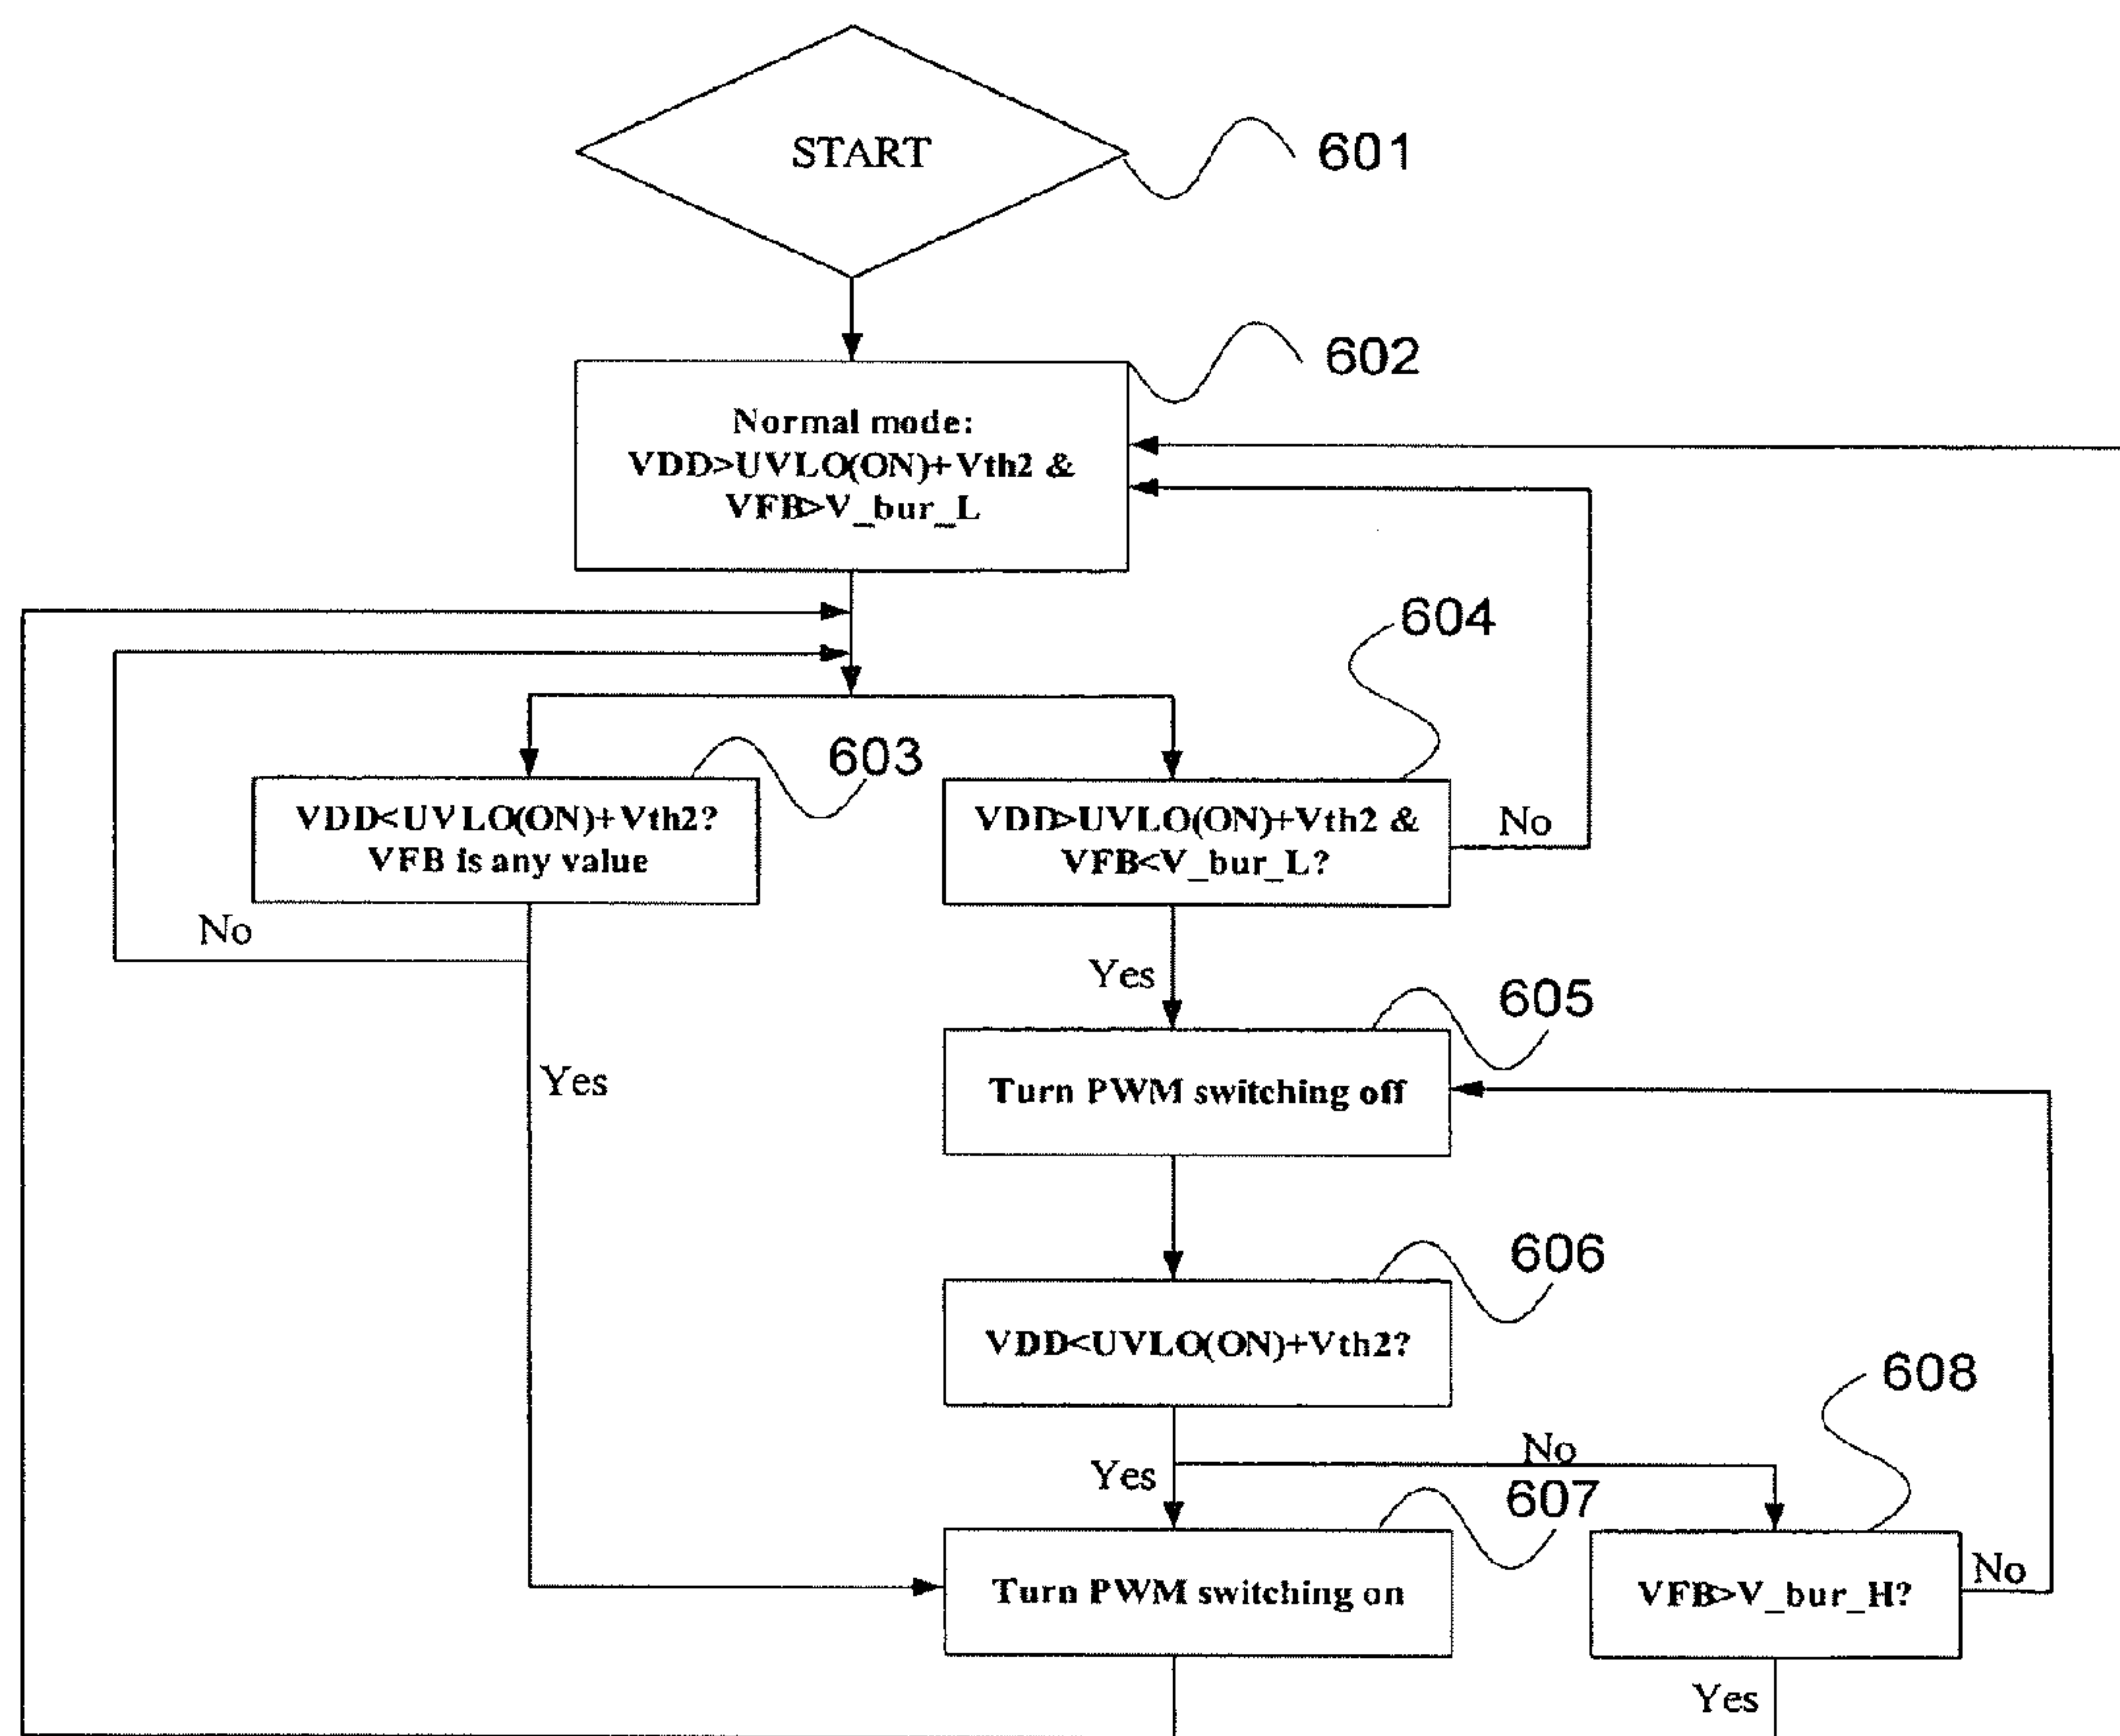 START
601
602
Normal mode:
VDD>UVLO(ON)+Vth2 &
VFB>V_bur_L
604
603
VDD<UVLO(ON)+Vth2?
VFB is any value
VDD>UVLO(ON)+Vth2 &
VFB<V_bur_L?
No
No
Yes
605
Yes
Turn PWM switching off
606
VDD<UVLO(ON)+Vth2?
608
No
Yes
607
Turn PWM switching on
VFB>V_bur_H?
No
Yes